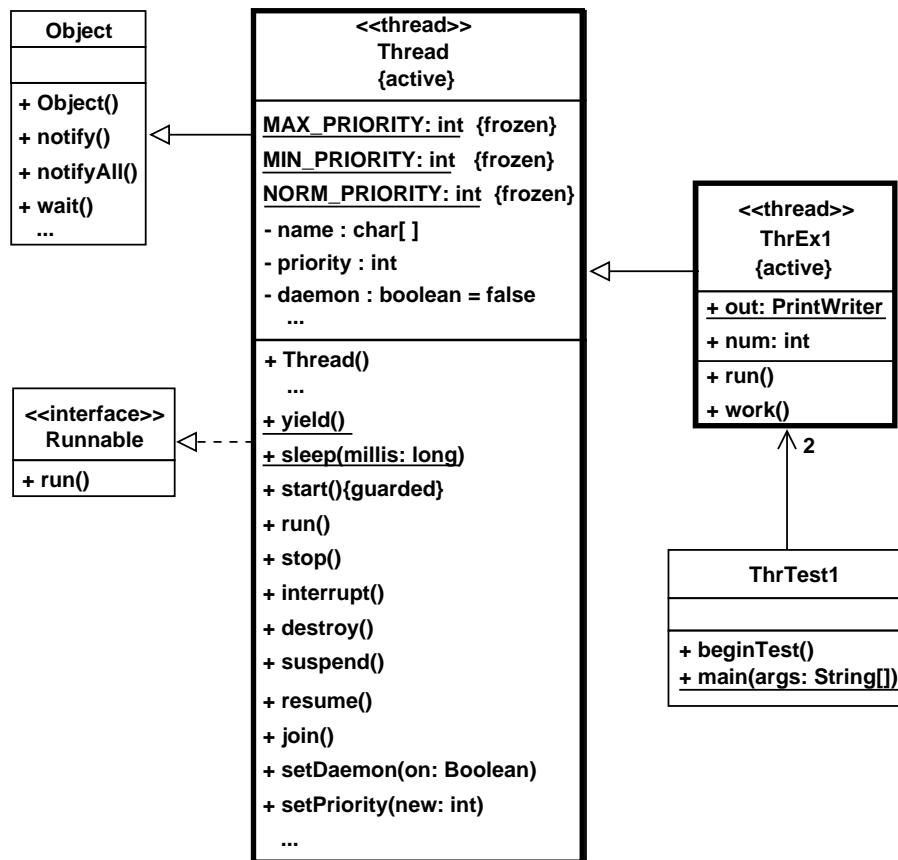 Object
+ Object()
+ notify()
+ notifyAll()
+ wait()
...
<<interface>>
Runnable
+ run()
<<thread>>
Thread
{active}
MAX_PRIORITY: int {frozen}
MIN_PRIORITY: int {frozen}
NORM_PRIORITY: int {frozen}
- name : char[ ]
- priority : int
- daemon : boolean = false
...
+ Thread()
...
+ yield()
+ sleep(millis: long)
+ start(){guarded}
+ run()
+ stop()
+ interrupt()
+ destroy()
+ suspend()
+ resume()
+ join()
+ setDaemon(on: Boolean)
+ setPriority(new: int)
...
<<thread>>
ThrEx1
{active}
+ out: PrintWriter
+ num: int
+ run()
+ work()
2
ThrTest1
+ beginTest()
+ main(args: String[])